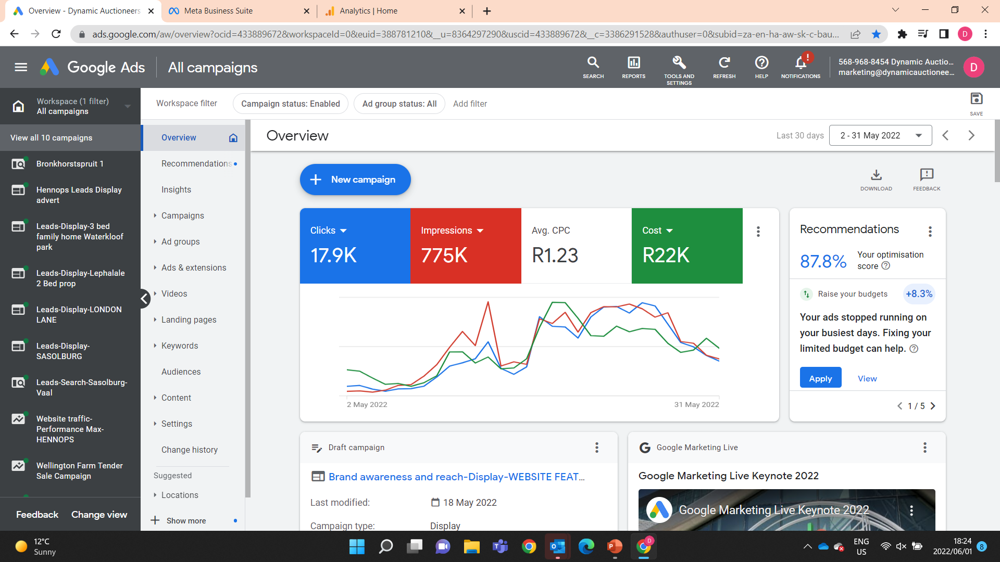 Overview - Dynamic Auctioneers
Meta Business Suite
Analytics | Home
ads.google.com/aw/overview?ocid=433889672&workspaceId=0&euid=388781210&__u=8364297290&uscid=433889672&__c=3386291528&authuser=0&subid=za-en-ha-aw-sk-c-bau...
D
Google Ads
All campaigns
SEARCH
REPORTS
TOOLS AND
SETTINGS
REFRESH
HELP
!
NOTIFICATIONS
568-968-8454 Dynamic Auctio...
marketing@dynamicauctionee...
D
Workspace (1 filter)
All campaigns
Workspace filter
Campaign status: Enabled
Ad group status: All
Add filter
SAVE
View all 10 campaigns
Bronkhorstspruit 1
Hennops Leads Display
advert
Leads-Display-3 bed
family home Waterkloof
park
Leads-Display-Lephalale
2 Bed prop
Leads-Display-LONDON
LANE
Leads-Display-
SASOLBURG
Leads-Search-Sasolburg-
Vaal
Website traffic-
Performance Max-
HENNOPS
Wellington Farm Tender
Sale Campaign
Feedback
Change view
Overview
Recommendations
Insights
Campaigns
Ad groups
Ads & extensions
Videos
Landing pages
Keywords
Audiences
Content
Settings
Change history
Suggested
Locations
Show more
Overview
Last 30 days
2 - 31 May 2022
New campaign
DOWNLOAD
FEEDBACK
Clicks
17.9K
Impressions
775K
Avg. CPC
R1.23
Cost
R22K
2 May 2022
31 May 2022
Recommendations
87.8%
Your optimisation
score
Raise your budgets
+8.3%
Your ads stopped running on
your busiest days. Fixing your
limited budget can help.
Apply
View
1 / 5
Draft campaign
Brand awareness and reach-Display-WEBSITE FEAT...
Last modified:
18 May 2022
Campaign type:
Display
Google Marketing Live
Google Marketing Live Keynote 2022
Google Marketing Live Keynote 2022
12°C
Sunny
D
ENG
US
18:24
2022/06/01
8